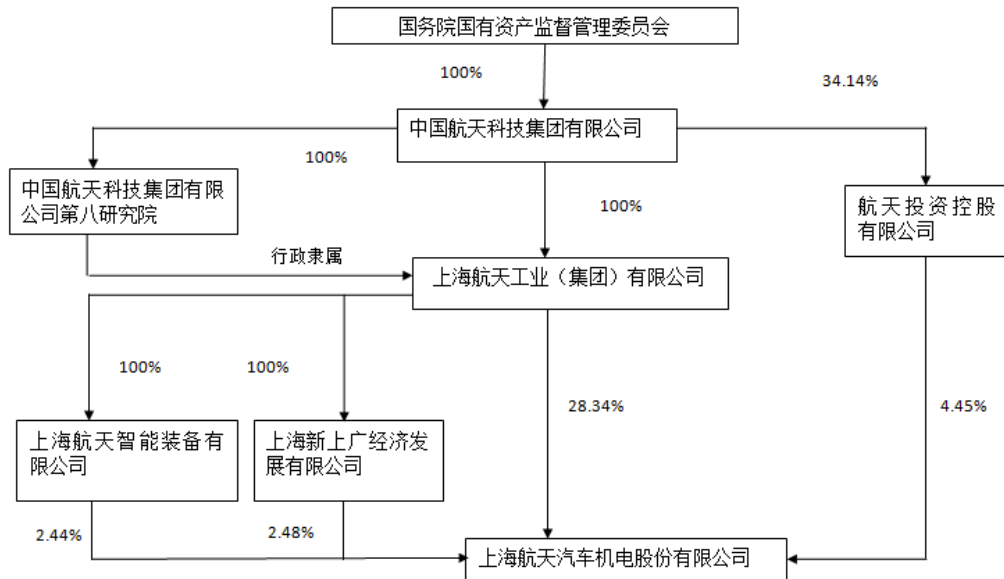 国务院国有资产监督管理委员会
100%
34.14%
中国航天科技集团有限公司
100%
中国航天科技集团有限
公司第八研究院
100%
航天投资控股
有限公司
行政隶属
上海航天工业（集团）有限公司
100%
100%
28.34%
4.45%
上海航天智能装备有
限公司
上海新上广经济发
展有限公司
2.44%
2.48%
上海航天汽车机电股份有限公司